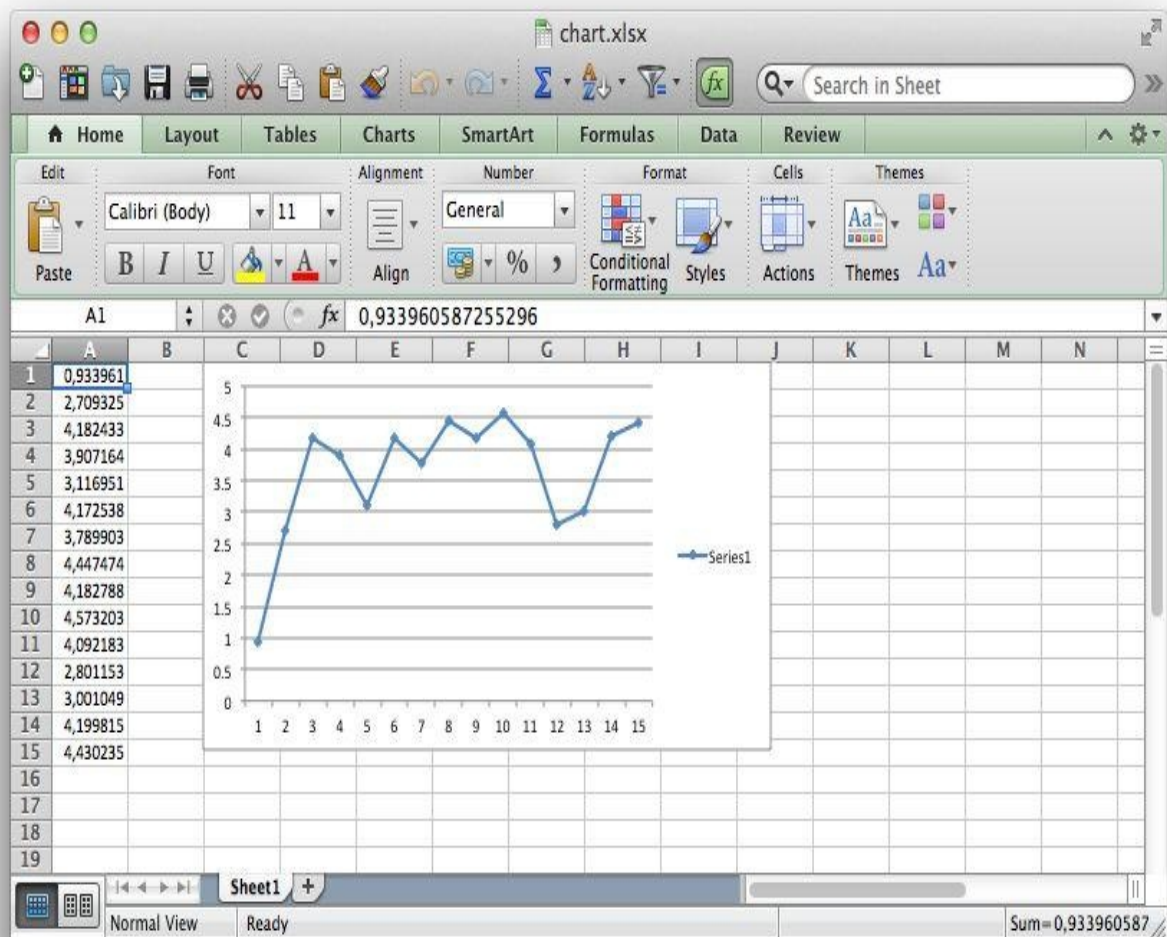 chart.xlsx
Search in Sheet
Home Layout Tables Charts SmartArt Formulas Data Review
Edit Font Alignment Number Format Cells Themes
Calibri (Body) 11 General
B I U A % , Aa Aa
Paste Align Conditional Formatting Styles Actions Themes
A1 fx 0,933960587255296
A B C D E F G H I J K L M N
1 0,933961
2 2,709325
3 4,182433
4 3,907164
5 3,116951
6 4,172538
7 3,789903
8 4,447474
9 4,182788
10 4,573203
11 4,092183
12 2,801153
13 3,001049
14 4,199815
15 4,430235
16
17
18
19
5
4.5
4
3.5
3
2.5
2
1.5
1
0.5
0
1 2 3 4 5 6 7 8 9 10 11 12 13 14 15
Series1
Sheet1 +
Normal View Ready Sum=0,933960587